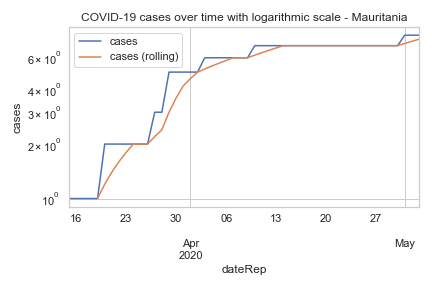 COVID-19 cases over time with logarithmic scale - Mauritania
cases
cases (rolling)
6 × 10⁰
4 × 10⁰
3 × 10⁰
2 × 10⁰
10⁰
cases
16 23 30 06 13 20 27
Apr May
2020
dateRep